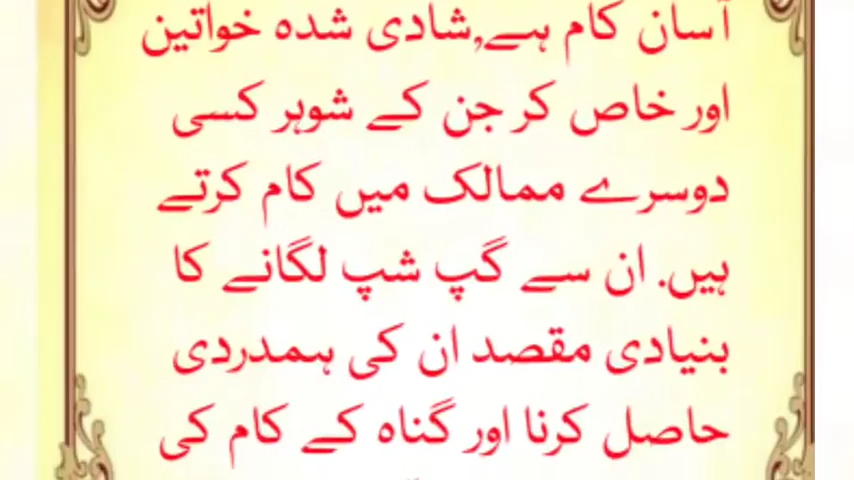 آسان کام ہے,شادی شدہ خواتین
اور خاص کر جن کے شوہر کسی
دوسرے ممالک میں کام کرتے
ہیں. ان سے گپ شپ لگانے کا
بنیادی مقصد ان کی ہمدردی
حاصل کرنا اور گناہ کے کام کی